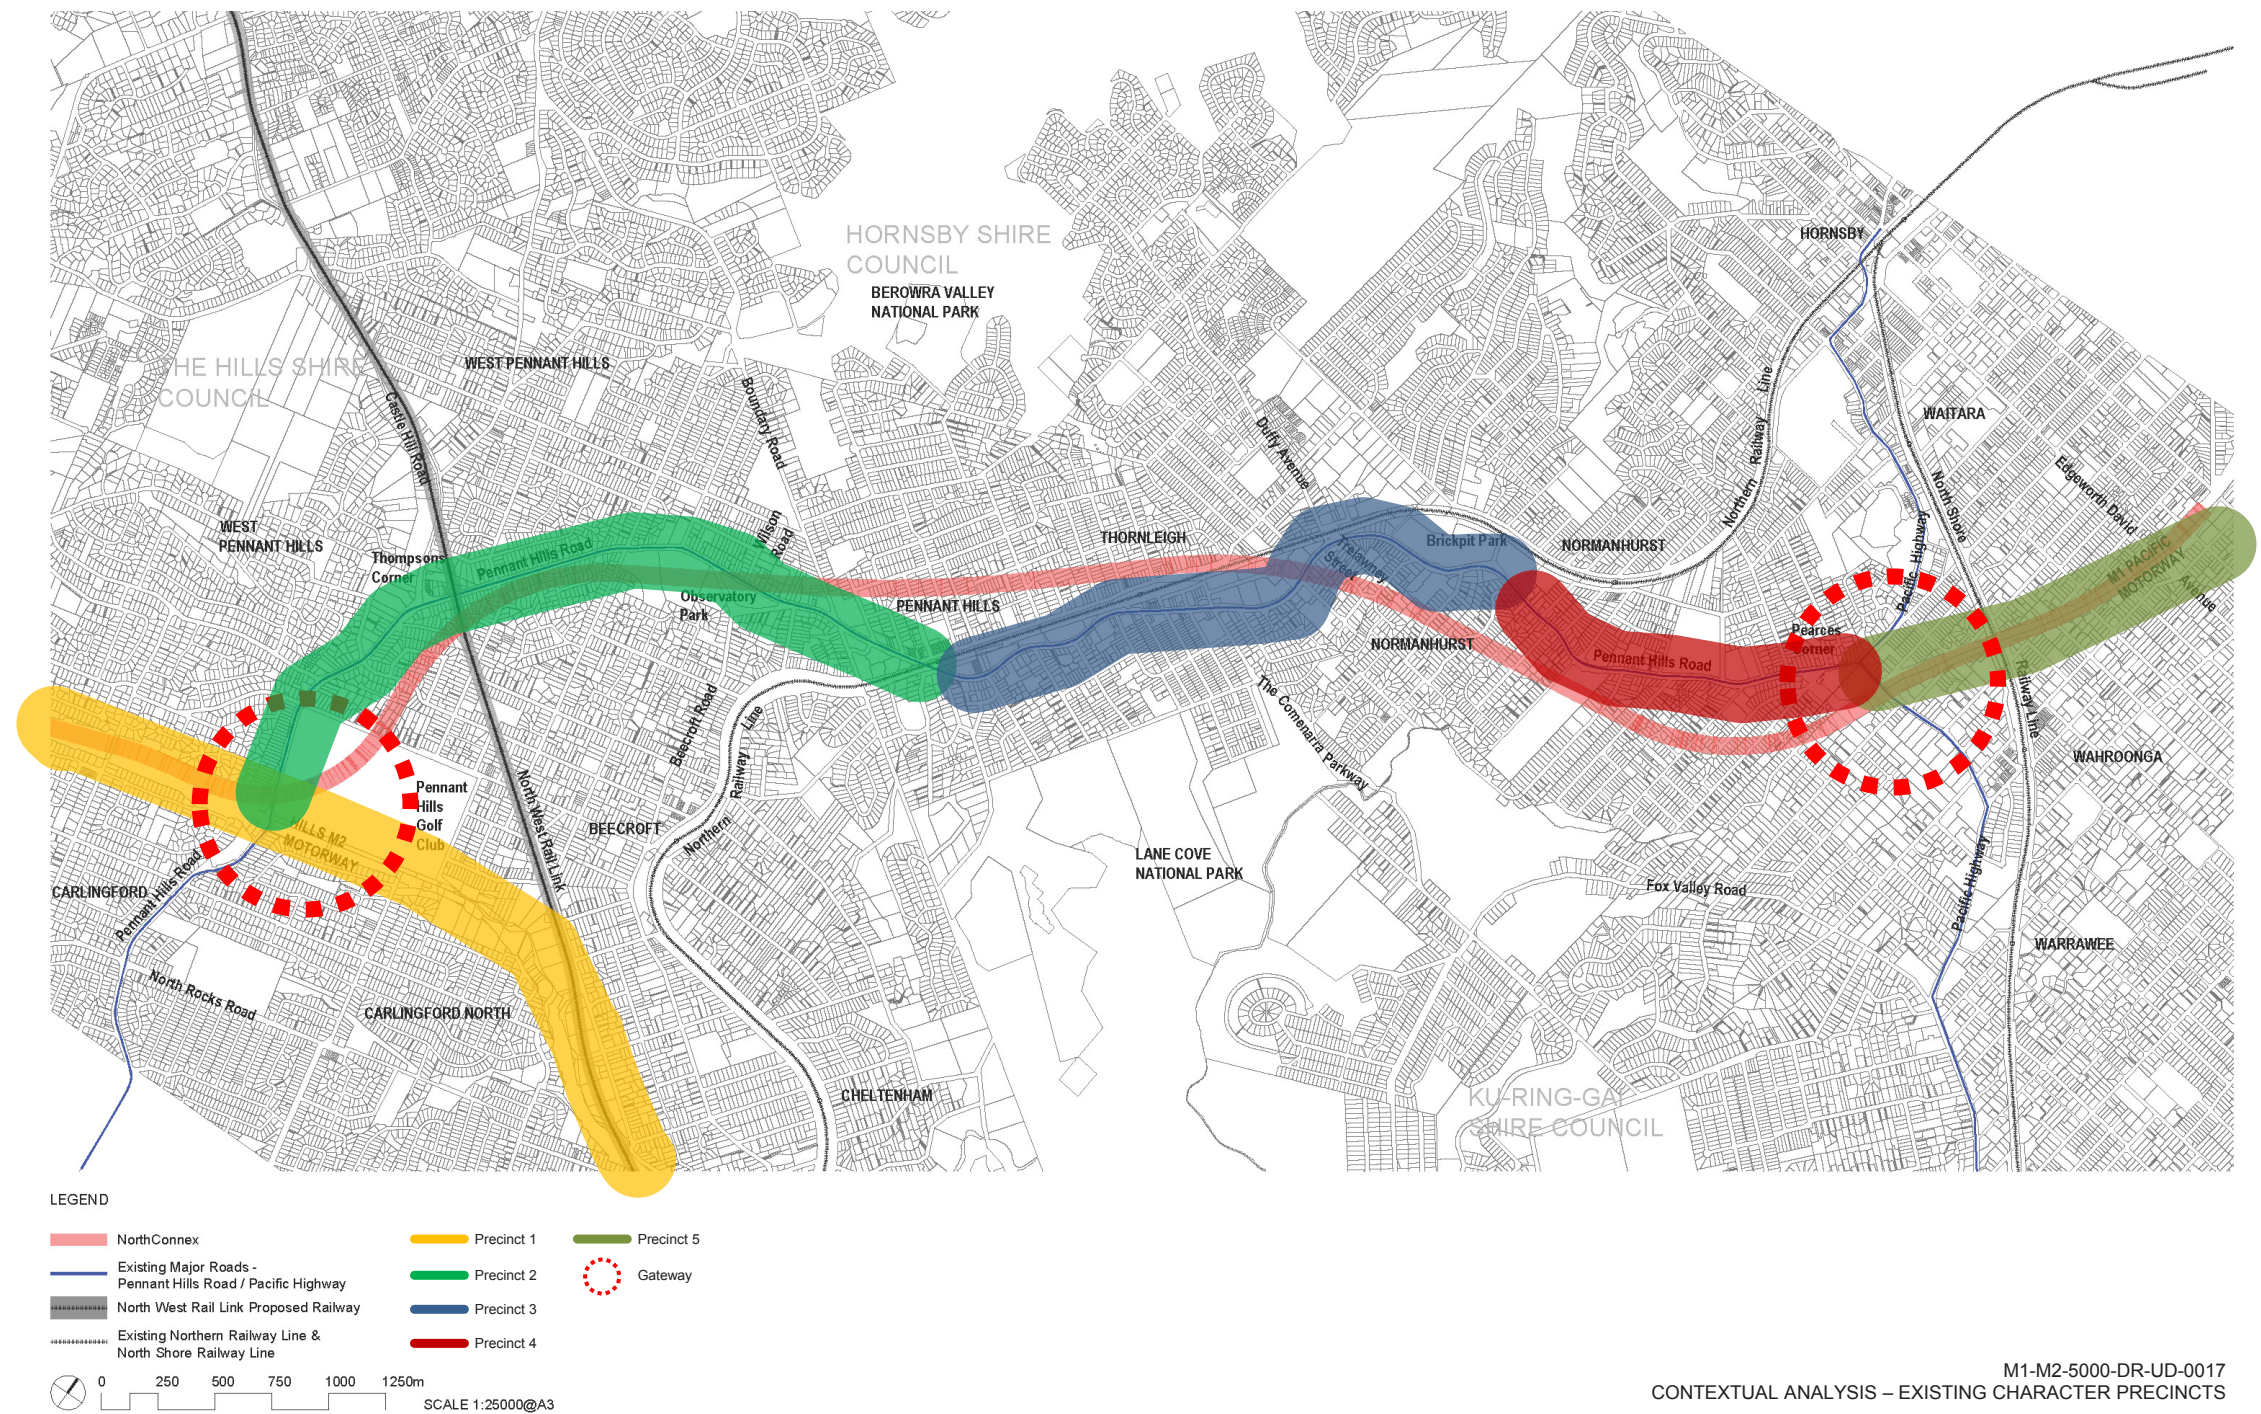 HORNSBY SHIRE
COUNCIL
BEROWRA VALLEY
NATIONAL PARK
HORNSBY
THE HILLS SHIRE
COUNCIL
WEST PENNANT HILLS
Castle Hill Road
Boundary Road
Duffy Avenue
Northern Railway Line
WAITARA
North Shore
Railway Line
Edgeworth David
Avenue
WEST
PENNANT HILLS
Thompsons
Corner
Pennant Hills Road
Wilson
Road
Observatory
Park
PENNANT HILLS
THORNLEIGH
Trelawney
Street
Brickpit Park
NORMANHURST
NORMANHURST
Pacific Highway
M1 PACIFIC
MOTORWAY
Pearces
Corner
Pennant Hills Road
Beecroft Road
Northern Railway Line
The Comenarra Parkway
WAHROONGA
Pennant
Hills
Golf
Club
HILLS M2
MOTORWAY
North West Rail Link
BEECROFT
LANE COVE
NATIONAL PARK
CARLINGFORD
Pennant Hills Road
Fox Valley Road
Pacific Highway
WARRAWEE
North Rocks Road
CARLINGFORD NORTH
CHELTENHAM
KU-RING-GAI
SHIRE COUNCIL
LEGEND
NorthConnex
Existing Major Roads -
Pennant Hills Road / Pacific Highway
North West Rail Link Proposed Railway
Existing Northern Railway Line &
North Shore Railway Line
Precinct 1
Precinct 2
Precinct 3
Precinct 4
Precinct 5
Gateway
0 250 500 750 1000 1250m
SCALE 1:25000@A3
M1-M2-5000-DR-UD-0017
CONTEXTUAL ANALYSIS – EXISTING CHARACTER PRECINCTS